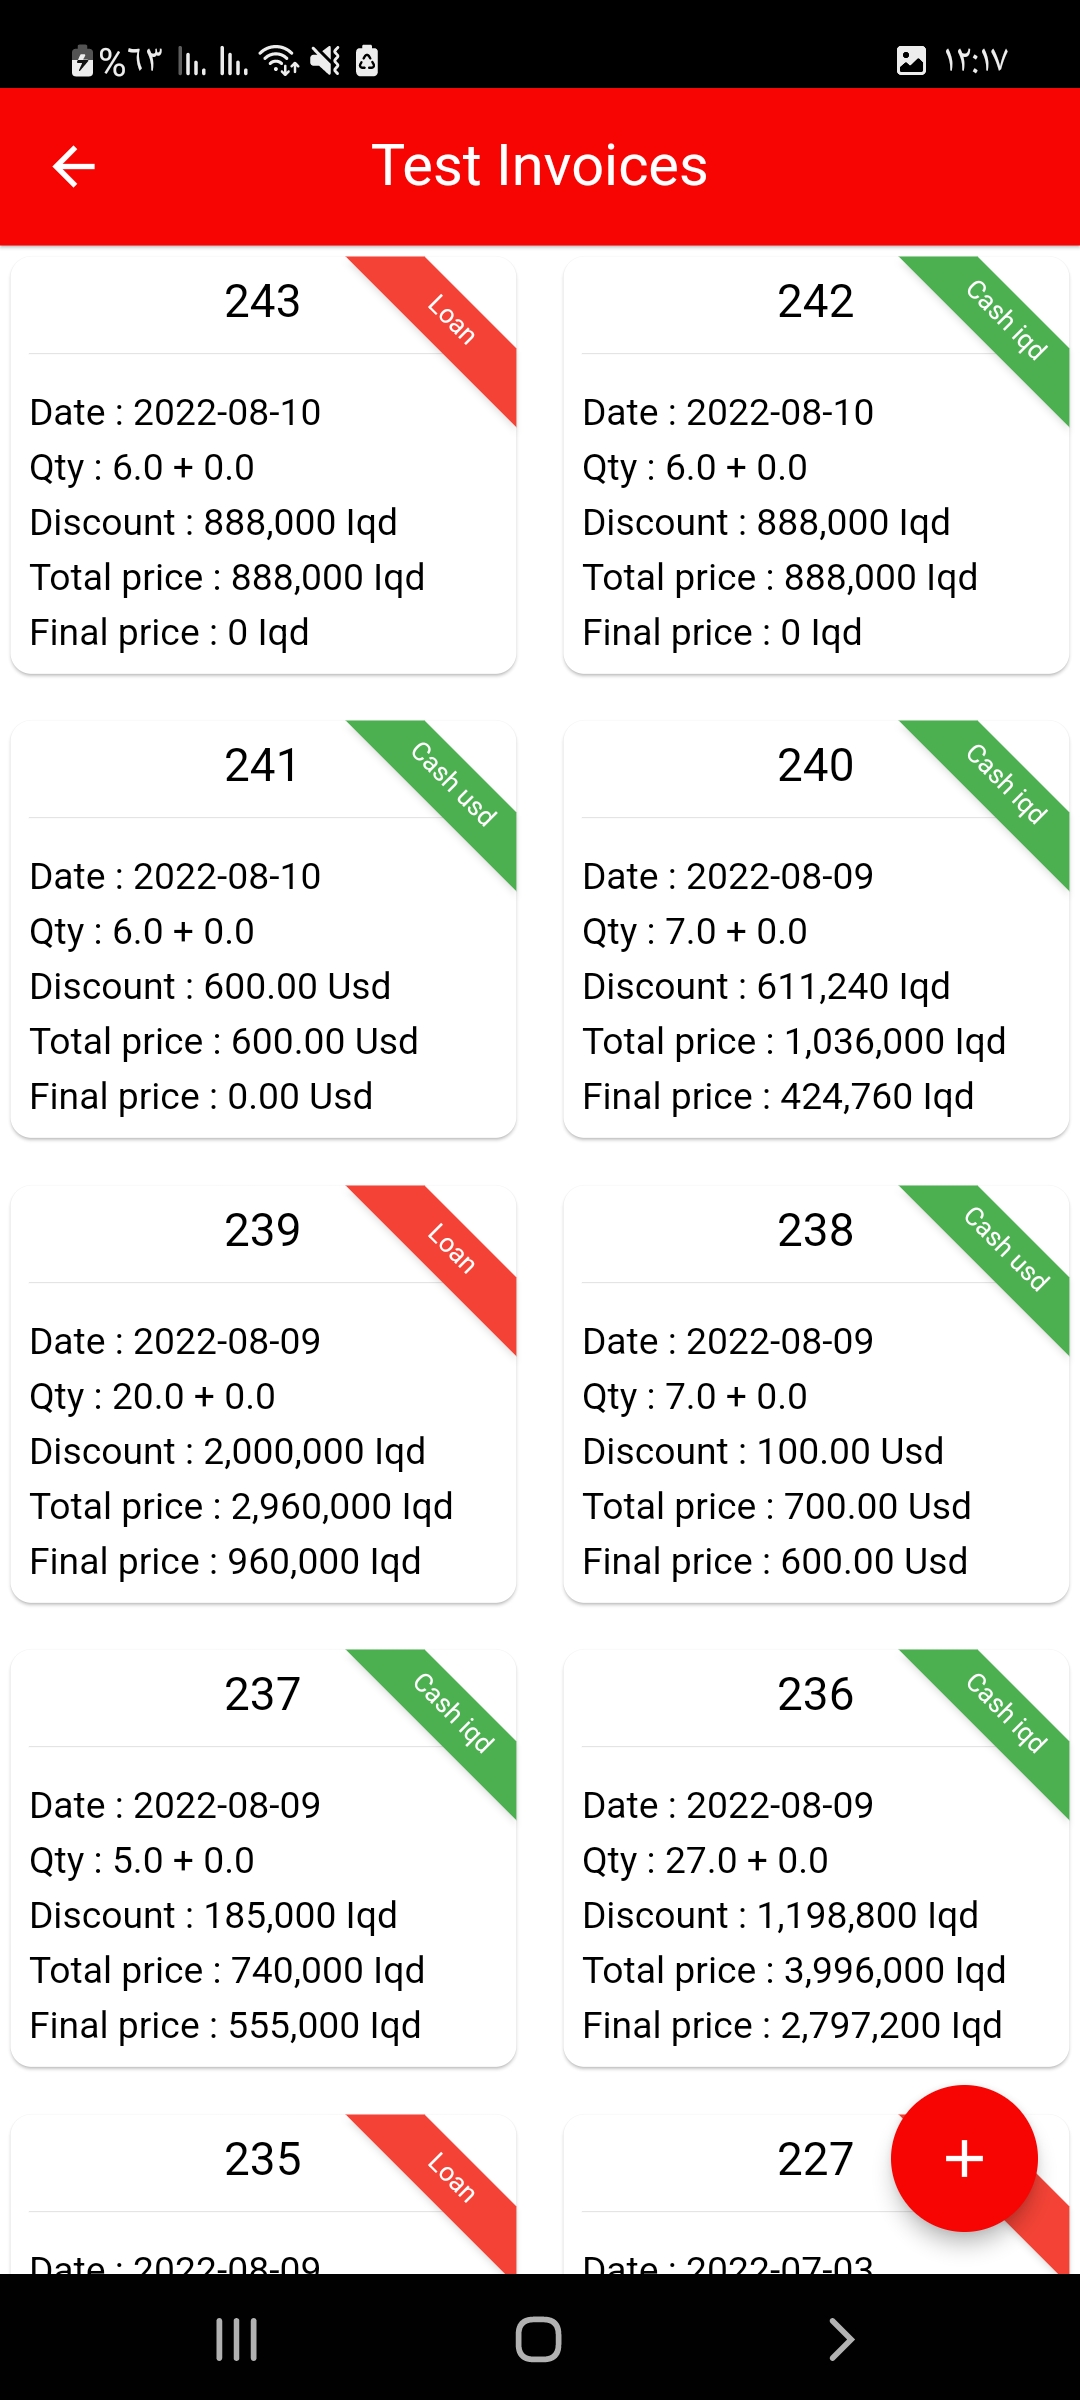 %٦٣
١٢:١٧
Test Invoices
243
Loan
Date : 2022-08-10
Qty : 6.0 + 0.0
Discount : 888,000 Iqd
Total price : 888,000 Iqd
Final price : 0 Iqd
242
Cash iqd
Date : 2022-08-10
Qty : 6.0 + 0.0
Discount : 888,000 Iqd
Total price : 888,000 Iqd
Final price : 0 Iqd
241
Cash usd
Date : 2022-08-10
Qty : 6.0 + 0.0
Discount : 600.00 Usd
Total price : 600.00 Usd
Final price : 0.00 Usd
240
Cash iqd
Date : 2022-08-09
Qty : 7.0 + 0.0
Discount : 611,240 Iqd
Total price : 1,036,000 Iqd
Final price : 424,760 Iqd
239
Loan
Date : 2022-08-09
Qty : 20.0 + 0.0
Discount : 2,000,000 Iqd
Total price : 2,960,000 Iqd
Final price : 960,000 Iqd
238
Cash usd
Date : 2022-08-09
Qty : 7.0 + 0.0
Discount : 100.00 Usd
Total price : 700.00 Usd
Final price : 600.00 Usd
237
Cash iqd
Date : 2022-08-09
Qty : 5.0 + 0.0
Discount : 185,000 Iqd
Total price : 740,000 Iqd
Final price : 555,000 Iqd
236
Cash iqd
Date : 2022-08-09
Qty : 27.0 + 0.0
Discount : 1,198,800 Iqd
Total price : 3,996,000 Iqd
Final price : 2,797,200 Iqd
235
Loan
Date : 2022-08-09
227
Date : 2022-07-03